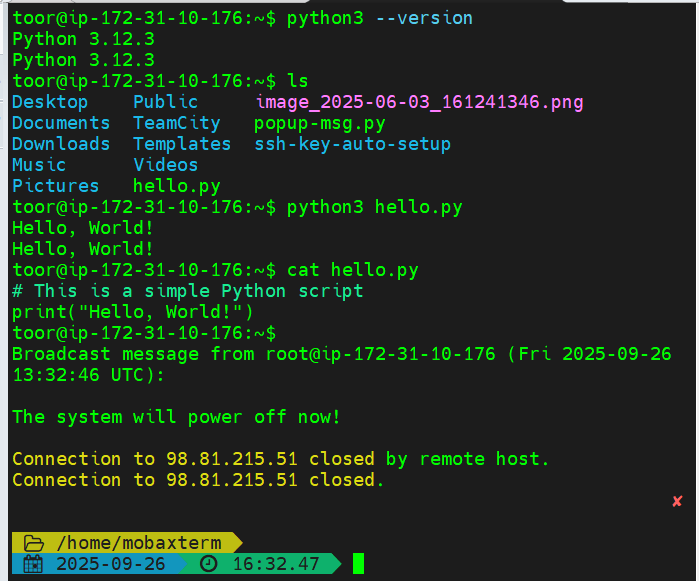 toor@ip-172-31-10-176:~$ python3 --version
Python 3.12.3
Python 3.12.3
toor@ip-172-31-10-176:~$ ls
Desktop    Public     image_2025-06-03_161241346.png
Documents  TeamCity   popup-msg.py
Downloads  Templates  ssh-key-auto-setup
Music      Videos
Pictures   hello.py
toor@ip-172-31-10-176:~$ python3 hello.py
Hello, World!
Hello, World!
toor@ip-172-31-10-176:~$ cat hello.py
# This is a simple Python script
print("Hello, World!")
toor@ip-172-31-10-176:~$
Broadcast message from root@ip-172-31-10-176 (Fri 2025-09-26
13:32:46 UTC):
The system will power off now!
Connection to 98.81.215.51 closed by remote host.
Connection to 98.81.215.51 closed.
✘
/home/mobaxterm
2025-09-26 16:32.47